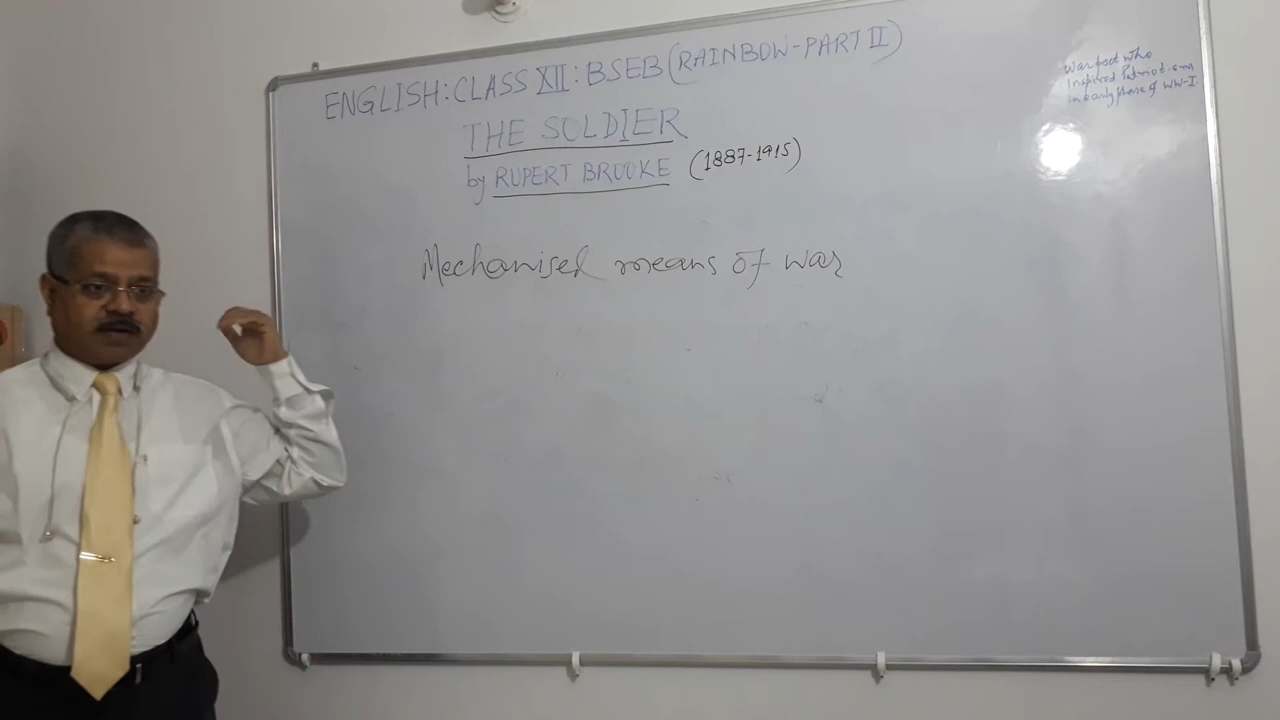 ENGLISH: CLASS XII: BSEB (RAINBOW-PART II)
THE SOLDIER
by RUPERT BROOKE (1887-1915)
Mechanised means of war
War poet who
Inspired Patriotism
in early phase of WW-I.